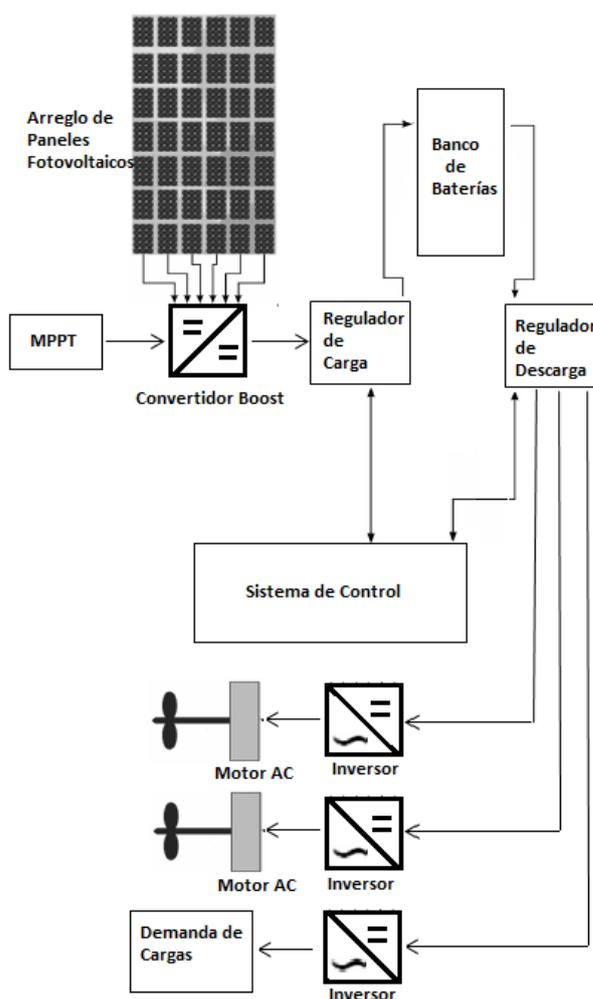 Arreglo de
Paneles
Fotovoltaicos
Banco
de
Baterías
MPPT
Convertidor Boost
Regulador
de
Carga
Regulador
de
Descarga
Sistema de Control
Motor AC
Inversor
Motor AC
Inversor
Demanda de
Cargas
Inversor